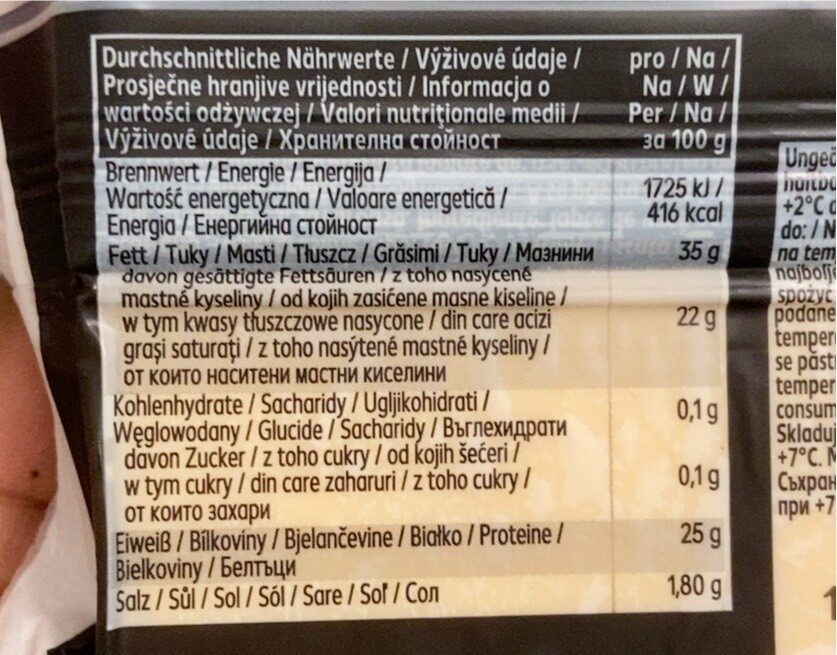 Durchschnittliche Nährwerte / Výživové údaje / pro / Na /
Prosječne hranjive vrijednosti / Informacja o Na / W /
wartości odżywczej / Valori nutriționale medii / Per / Na /
Výživové údaje / Хранителна стойност за 100 g
Brennwert / Energie / Energija /
Wartość energetyczna / Valoare energetică / 1725 kJ /
Energia / Енергийна стойност 416 kcal
Fett / Tuky / Masti / Tłuszcz / Grăsimi / Tuky / Мазнини 35 g
davon gesättigte Fettsäuren / z toho nasycené
mastné kyseliny / od kojih zasićene masne kiseline /
w tym kwasy tłuszczowe nasycone / din care acizi 22 g
grași saturați / z toho nasýtené mastné kyseliny /
от които наситени мастни киселини
Kohlenhydrate / Sacharidy / Ugljikohidrati / 0,1 g
Węglowodany / Glucide / Sacharidy / Въглехидрати
davon Zucker / z toho cukry / od kojih šećeri /
w tym cukry / din care zaharuri / z toho cukry / 0,1 g
от които захари
Eiweiß / Bílkoviny / Bjelančevine / Białko / Proteine / 25 g
Bielkoviny / Белтъци
Salz / Sůl / Sol / Sól / Sare / Soľ / Сол 1,80 g
+2°C
do: / N
na tem
najbolje
spożyć
podane
temper
se păst
temper
consum
Składuj
+7°C.
Съхран
при +7